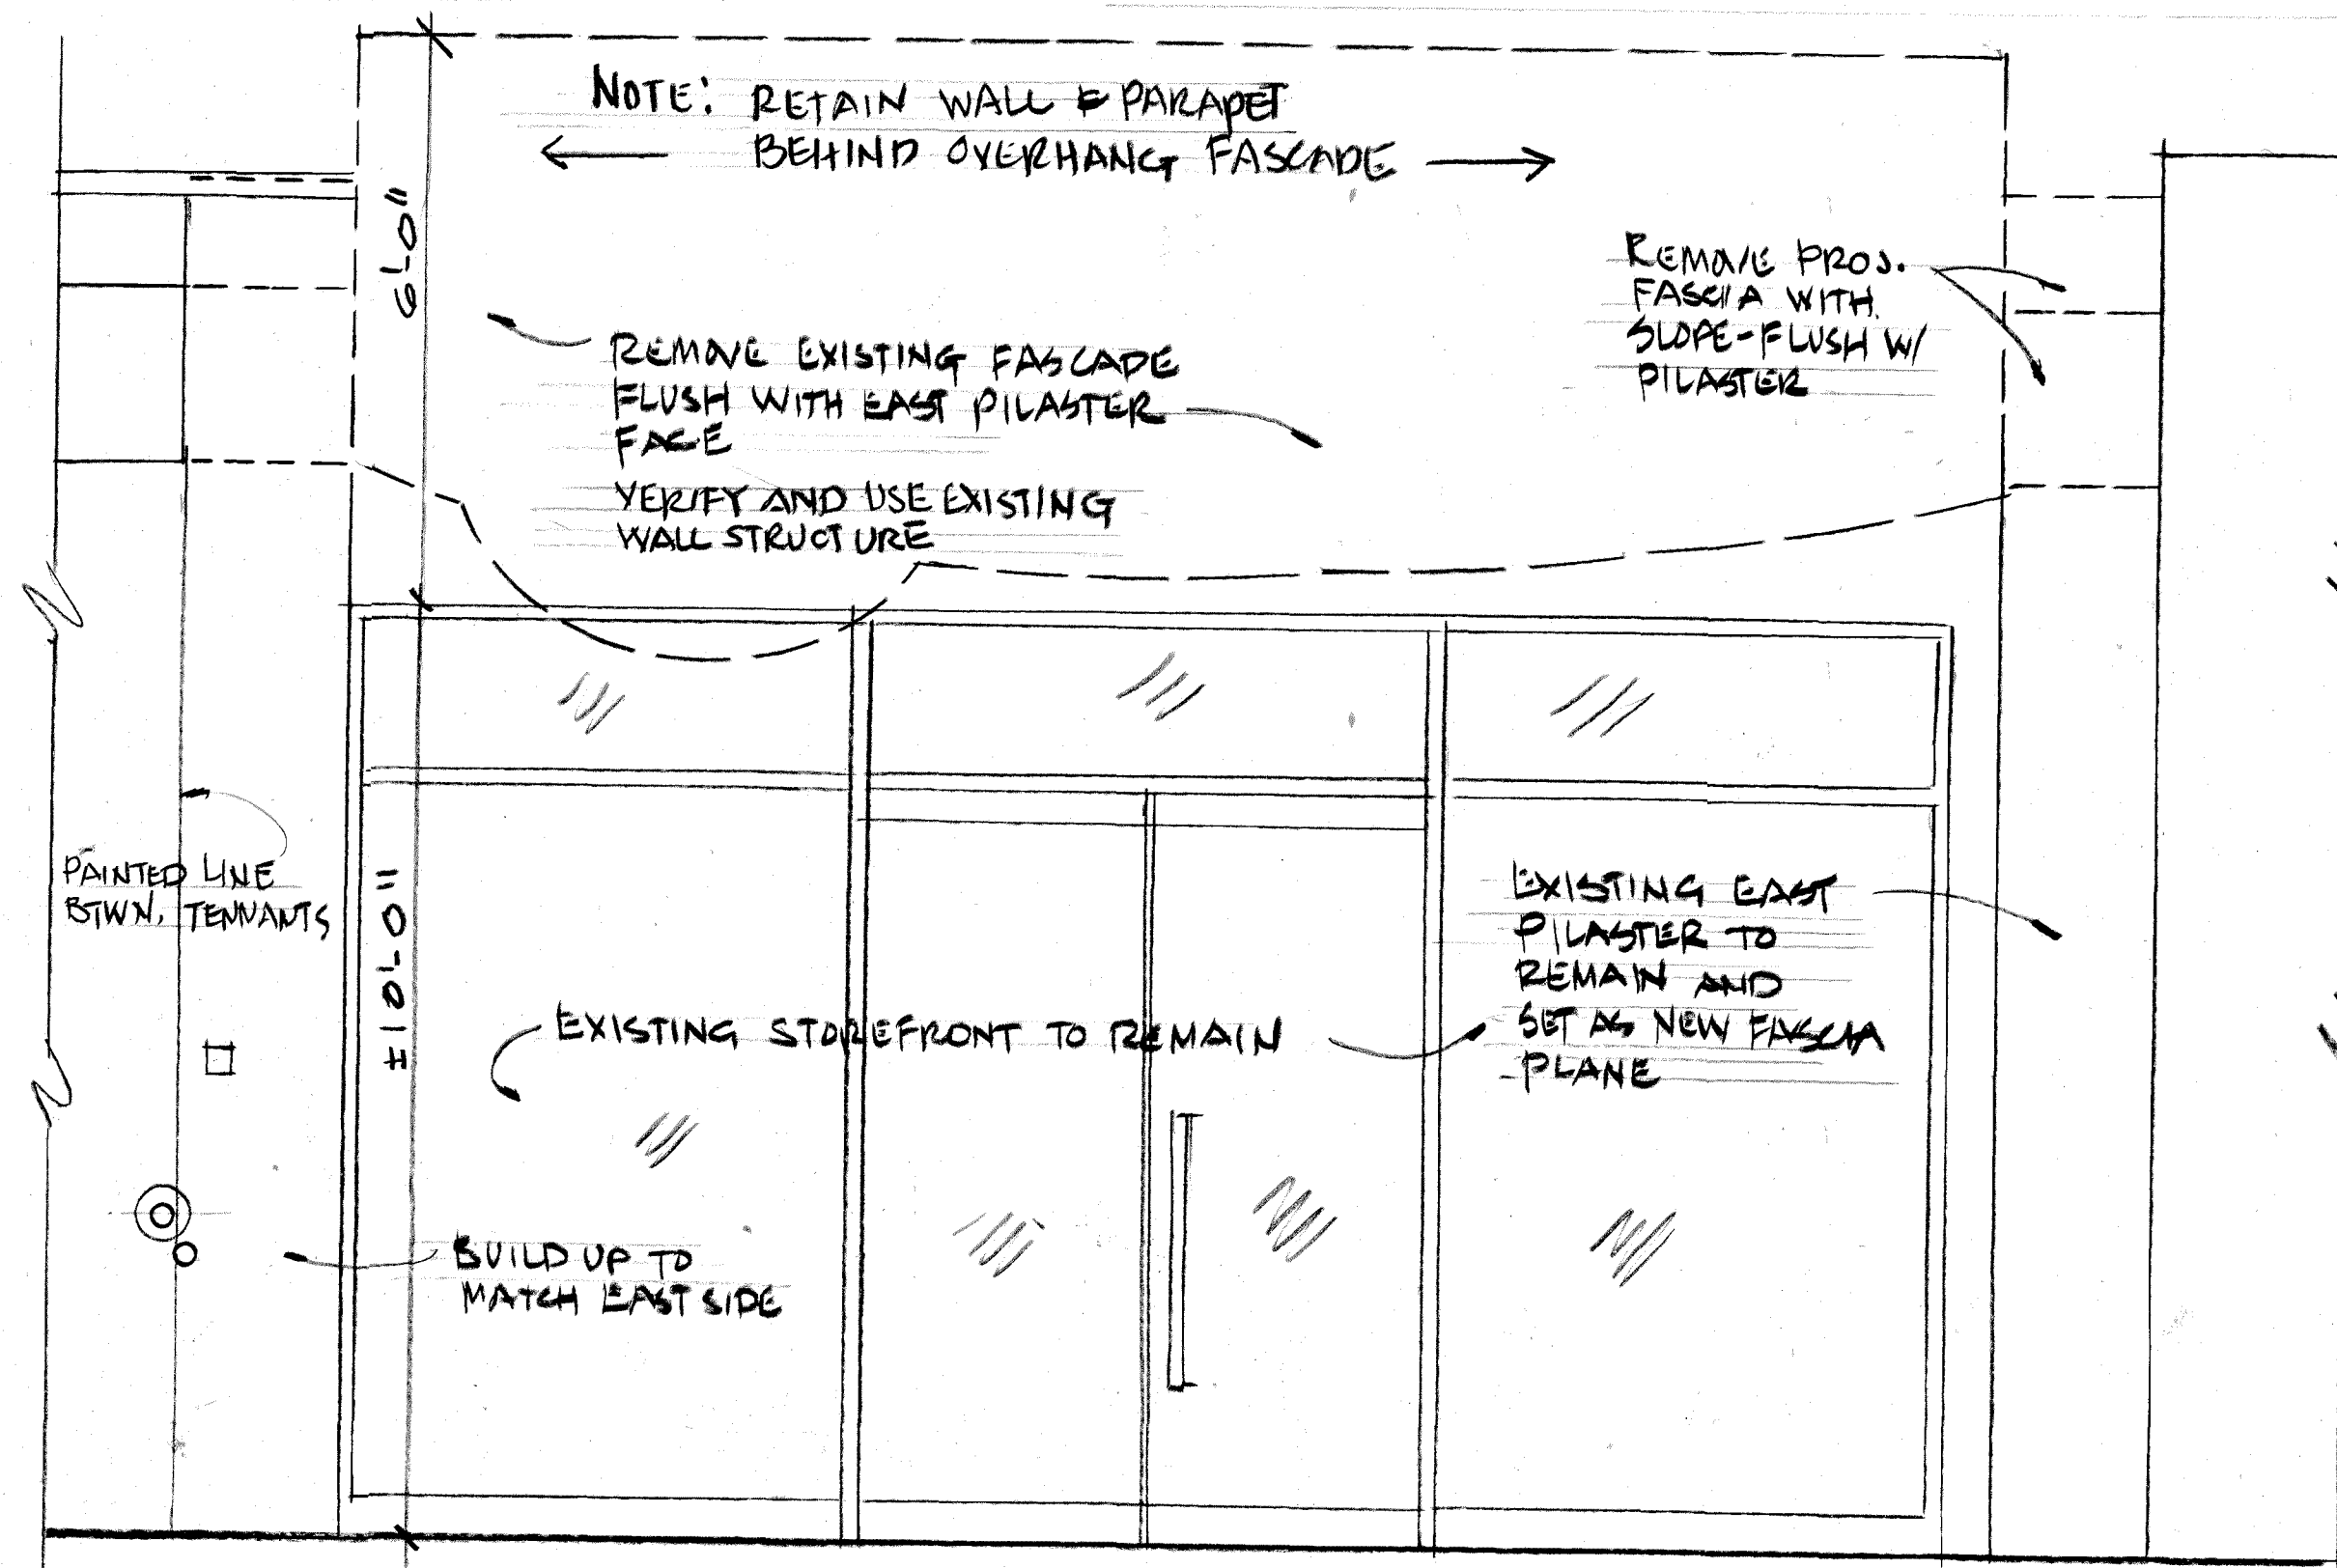 NOTE: RETAIN WALL & PARAPET
BEHIND OVERHANG FASCADE
6'-0"
REMOVE PROJ.
FASCIA WITH
SLOPE-FLUSH W/
PILASTER
REMOVE EXISTING FASCADE
FLUSH WITH EAST PILASTER
FACE
VERIFY AND USE EXISTING
WALL STRUCTURE
PAINTED LINE
BTWN. TENNANTS
±10'-0"
EXISTING EAST
PILASTER TO
REMAIN AND
SET AS NEW FASCIA
PLANE
EXISTING STOREFRONT TO REMAIN
BUILD UP TO
MATCH EAST SIDE